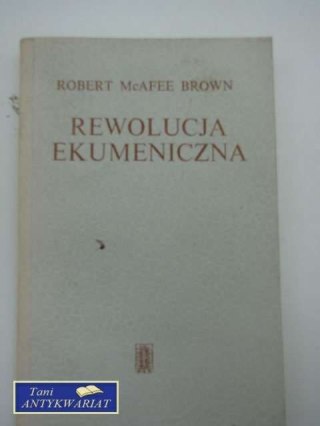 ROBERT McAFEE BROWN
REWOLUCJA
EKUMENICZNA
Tani
ANTYKWARIAT